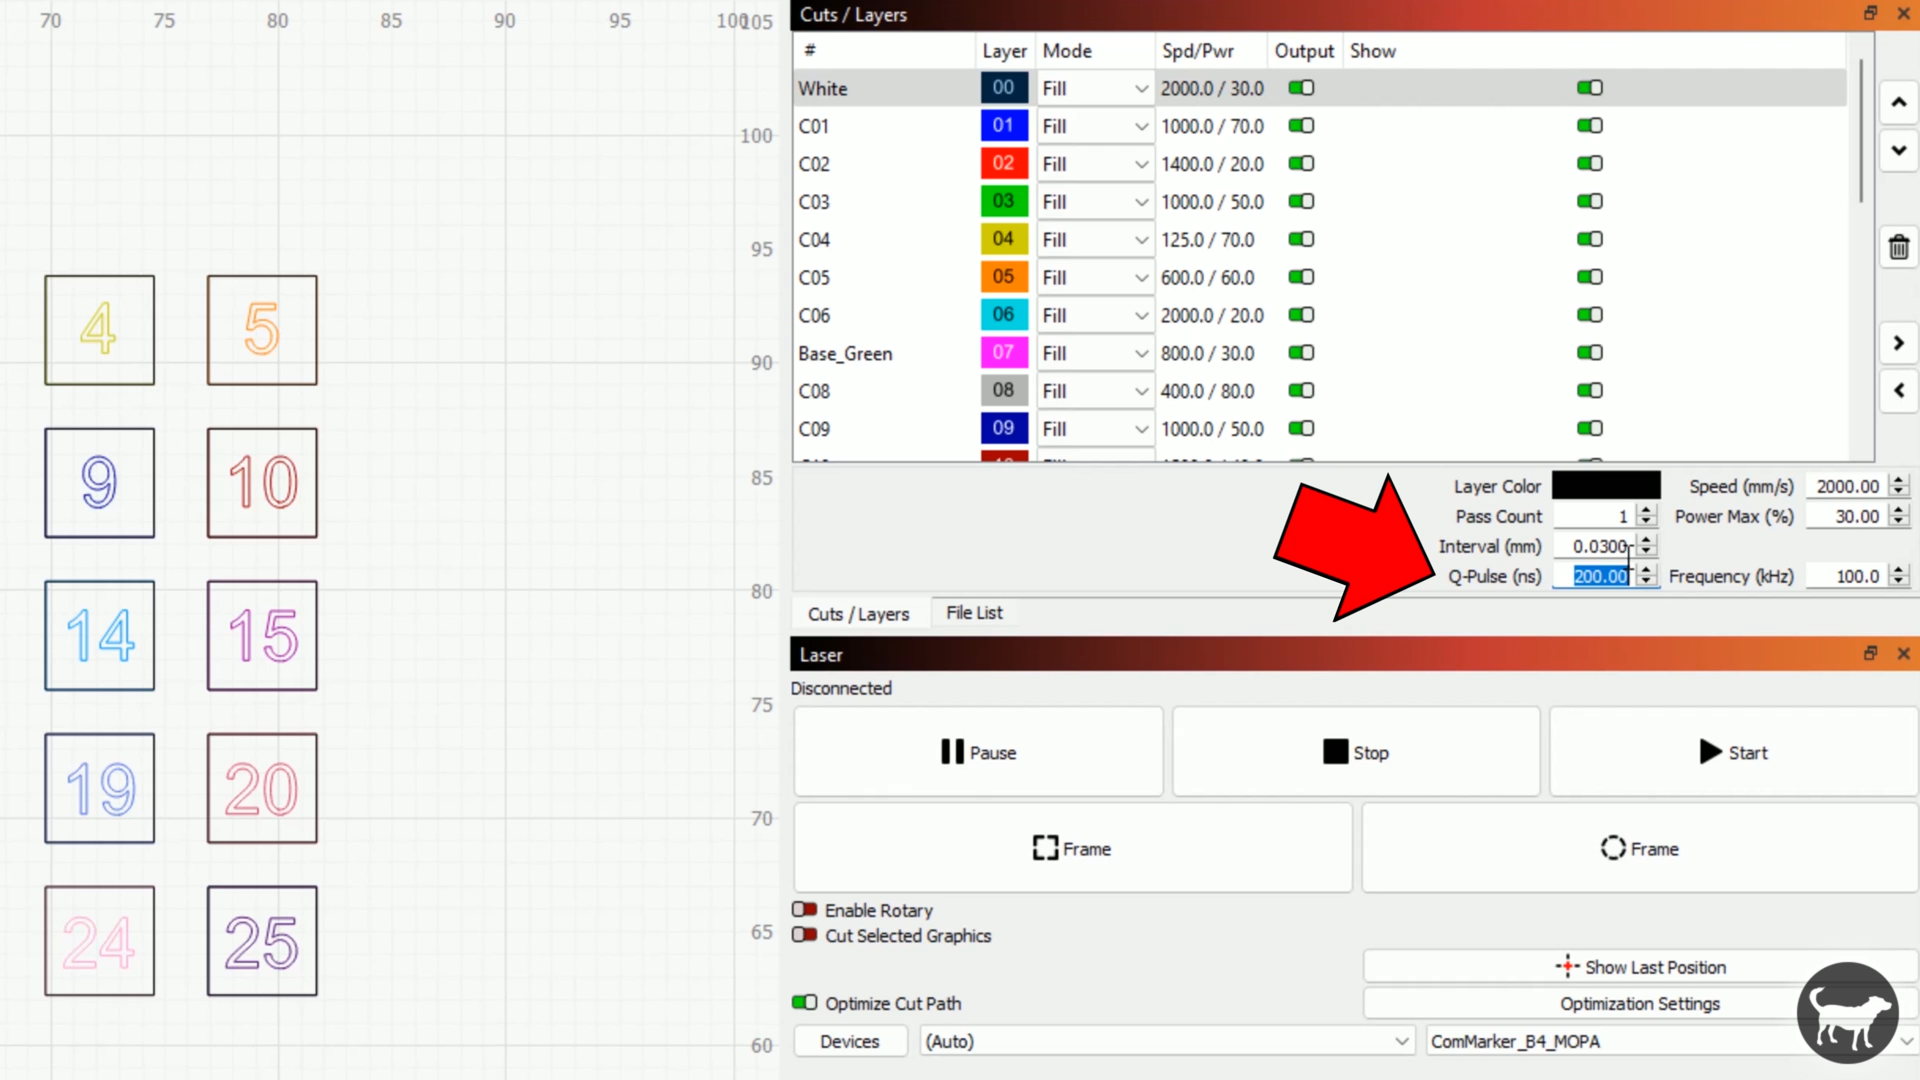 70 75 80 85 90 95 100 105
100
95
90
85
80
75
70
65
60
4 5
9 10
14 15
19 20
24 25
Cuts / Layers
# Layer Mode Spd/Pwr Output Show
White 00 Fill 2000.0 / 30.0
C01 01 Fill 1000.0 / 70.0
C02 02 Fill 1400.0 / 20.0
C03 03 Fill 1000.0 / 50.0
C04 04 Fill 125.0 / 70.0
C05 05 Fill 600.0 / 60.0
C06 06 Fill 2000.0 / 20.0
Base_Green 07 Fill 800.0 / 30.0
C08 08 Fill 400.0 / 80.0
C09 09 Fill 1000.0 / 50.0
Layer Color Speed (mm/s) 2000.00
Pass Count 1 Power Max (%) 30.00
Interval (mm) 0.0300
Q-Pulse (ns) 200.00 Frequency (kHz) 100.0
Cuts / Layers File List
Laser
Disconnected
Pause Stop Start
Frame Frame
Enable Rotary
Cut Selected Graphics
Show Last Position
Optimize Cut Path Optimization Settings
Devices (Auto) ComMarker_B4_MOPA